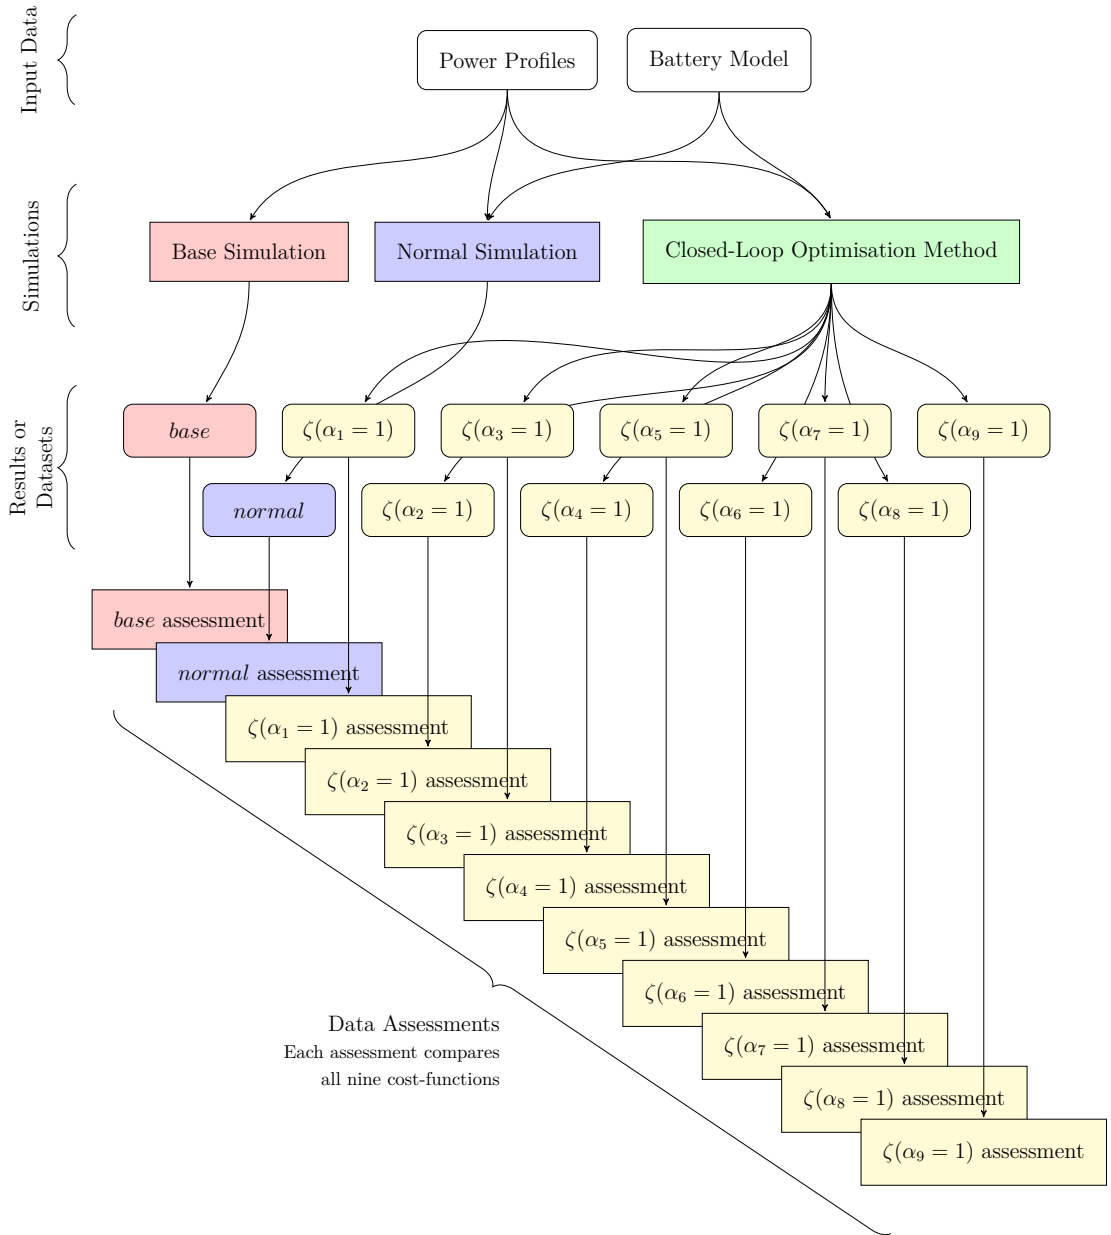 Input Data
Power Profiles
Battery Model
Simulations
Base Simulation
Normal Simulation
Closed-Loop Optimisation Method
Results or
Datasets
base
ζ(α₁ = 1)
ζ(α₃ = 1)
ζ(α₅ = 1)
ζ(α₇ = 1)
ζ(α₉ = 1)
normal
ζ(α₂ = 1)
ζ(α₄ = 1)
ζ(α₆ = 1)
ζ(α₈ = 1)
base assessment
normal assessment
ζ(α₁ = 1) assessment
ζ(α₂ = 1) assessment
ζ(α₃ = 1) assessment
ζ(α₄ = 1) assessment
ζ(α₅ = 1) assessment
ζ(α₆ = 1) assessment
ζ(α₇ = 1) assessment
ζ(α₈ = 1) assessment
ζ(α₉ = 1) assessment
Data Assessments
Each assessment compares
all nine cost-functions